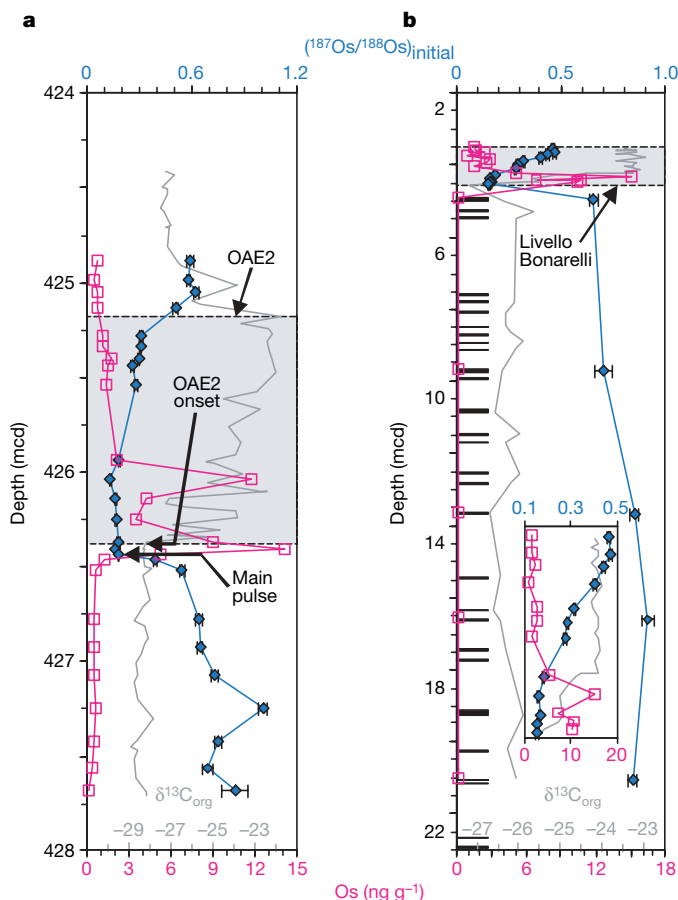 a
b
(¹⁸⁷Os/¹⁸⁸Os)initial
0 0.6 1.2
0 0.5 1.0
424
425
426
427
428
Depth (mcd)
OAE2
OAE2
onset
Main
pulse
δ¹³Corg
−29 −27 −25 −23
0 3 6 9 12 15
2
6
10
14
18
22
Depth (mcd)
Livello
Bonarelli
0.1 0.3 0.5
0 10 20
δ¹³Corg
−27 −26 −25 −24 −23
0 6 12 18
Os (ng g⁻¹)